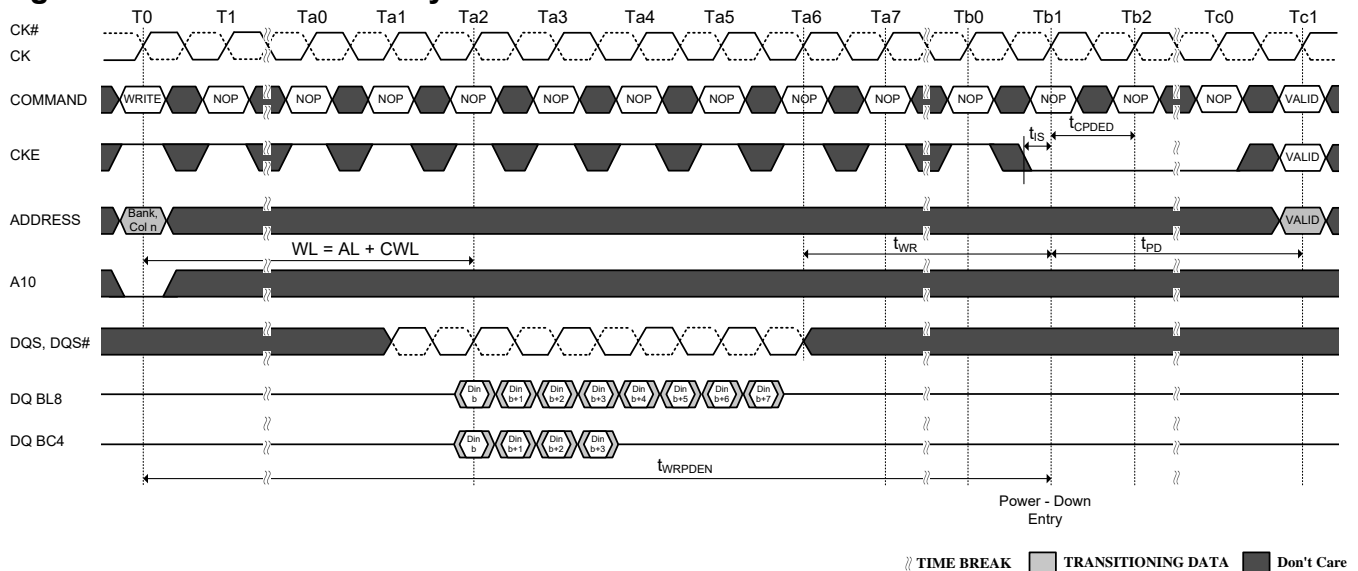 T0 T1 Ta0 Ta1 Ta2 Ta3 Ta4 Ta5 Ta6 Ta7 Tb0 Tb1 Tb2 Tc0 Tc1
CK#
CK
COMMAND WRITE NOP NOP NOP NOP NOP NOP NOP NOP NOP NOP NOP NOP NOP VALID
tIS tCPDED
CKE VALID
ADDRESS Bank, Col n VALID
WL = AL + CWL tWR tPD
A10
DQS, DQS#
DQ BL8 Din b Din b+1 Din b+2 Din b+3 Din b+4 Din b+5 Din b+6 Din b+7
DQ BC4 Din b Din b+1 Din b+2 Din b+3
tWRPDEN
Power - Down
Entry
TIME BREAK TRANSITIONING DATA Don't Care